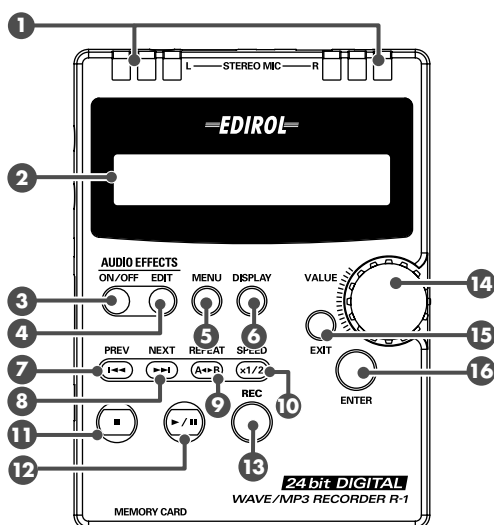 1
L STEREO MIC R
EDIROL
2
AUDIO EFFECTS
ON/OFF EDIT MENU DISPLAY VALUE
14
3
4
5
6
15
EXIT
PREV NEXT REPEAT SPEED
7
A◄►B
x1/2
16
8
9
10
ENTER
REC
11
12
13
24bit DIGITAL
WAVE/MP3 RECORDER R-1
MEMORY CARD